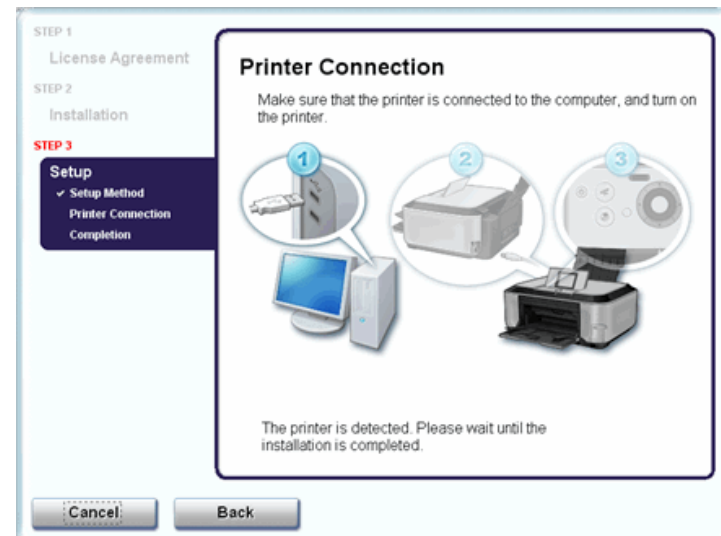 STEP 1
License Agreement
STEP 2
Installation
STEP 3
Setup
Setup Method
Printer Connection
Completion
Printer Connection
Make sure that the printer is connected to the computer, and turn on
the printer.
1
2
3
The printer is detected. Please wait until the
installation is completed.
Cancel
Back